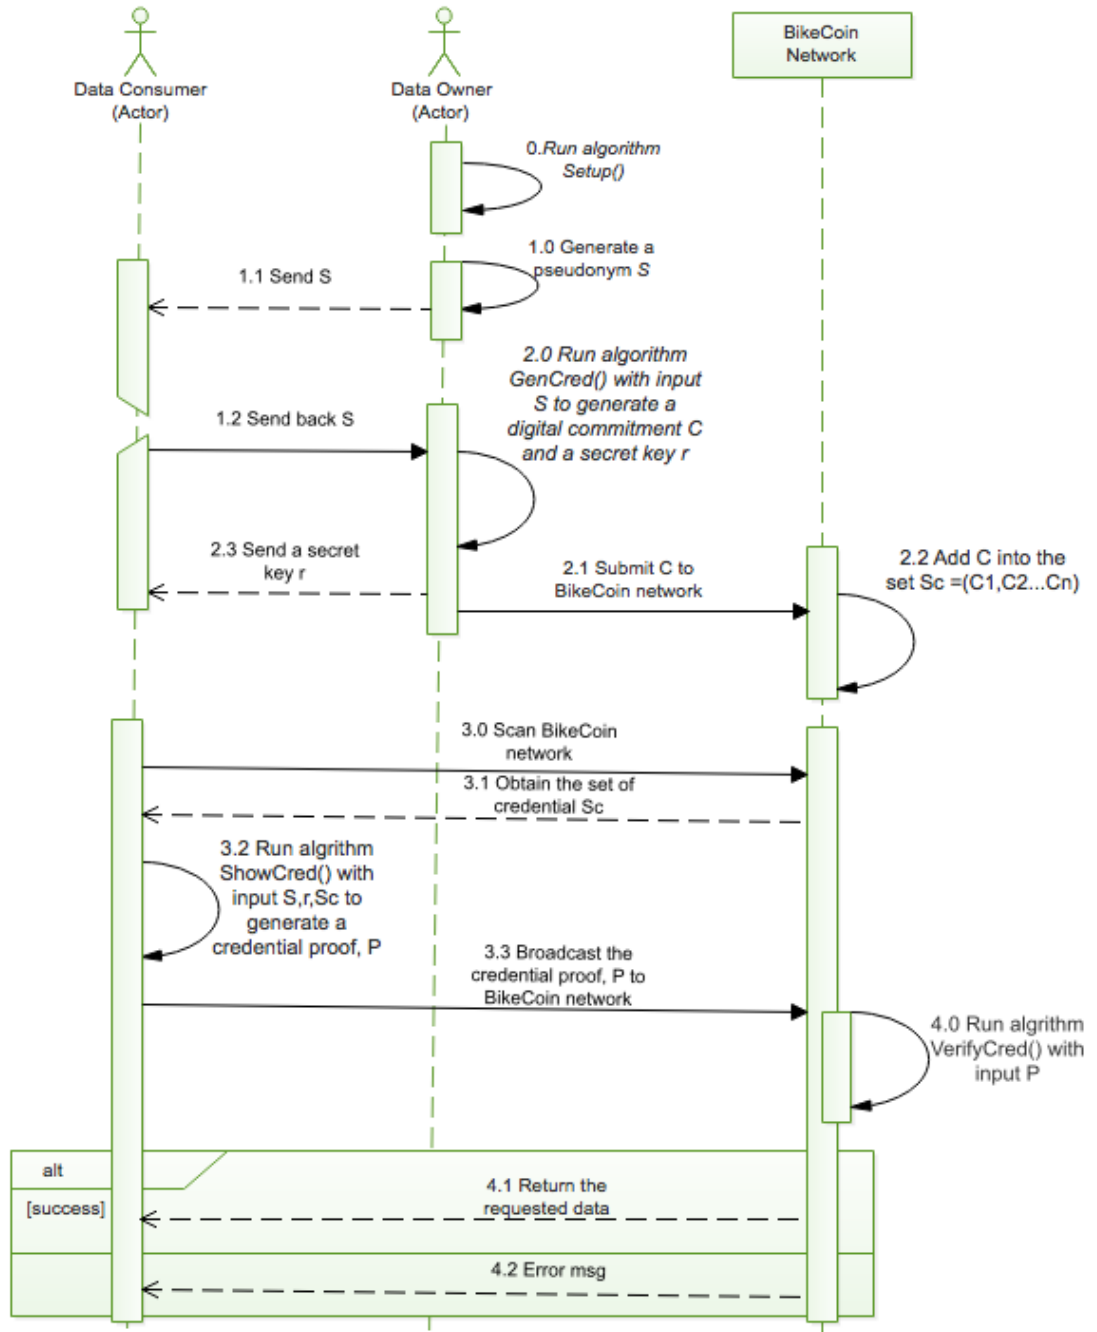 Data Consumer
(Actor)
Data Owner
(Actor)
BikeCoin
Network
0.Run algorithm
Setup()
1.0 Generate a
pseudonym S
1.1 Send S
2.0 Run algorithm
GenCred() with input
S to generate a
digital commitment C
and a secret key r
1.2 Send back S
2.3 Send a secret
key r
2.1 Submit C to
BikeCoin network
2.2 Add C into the
set Sc =(C1,C2...Cn)
3.0 Scan BikeCoin
network
3.1 Obtain the set of
credential Sc
3.2 Run algrithm
ShowCred() with
input S,r,Sc to
generate a
credential proof, P
3.3 Broadcast the
credential proof, P to
BikeCoin network
4.0 Run algrithm
VerifyCred() with
input P
alt
[success]
4.1 Return the
requested data
4.2 Error msg